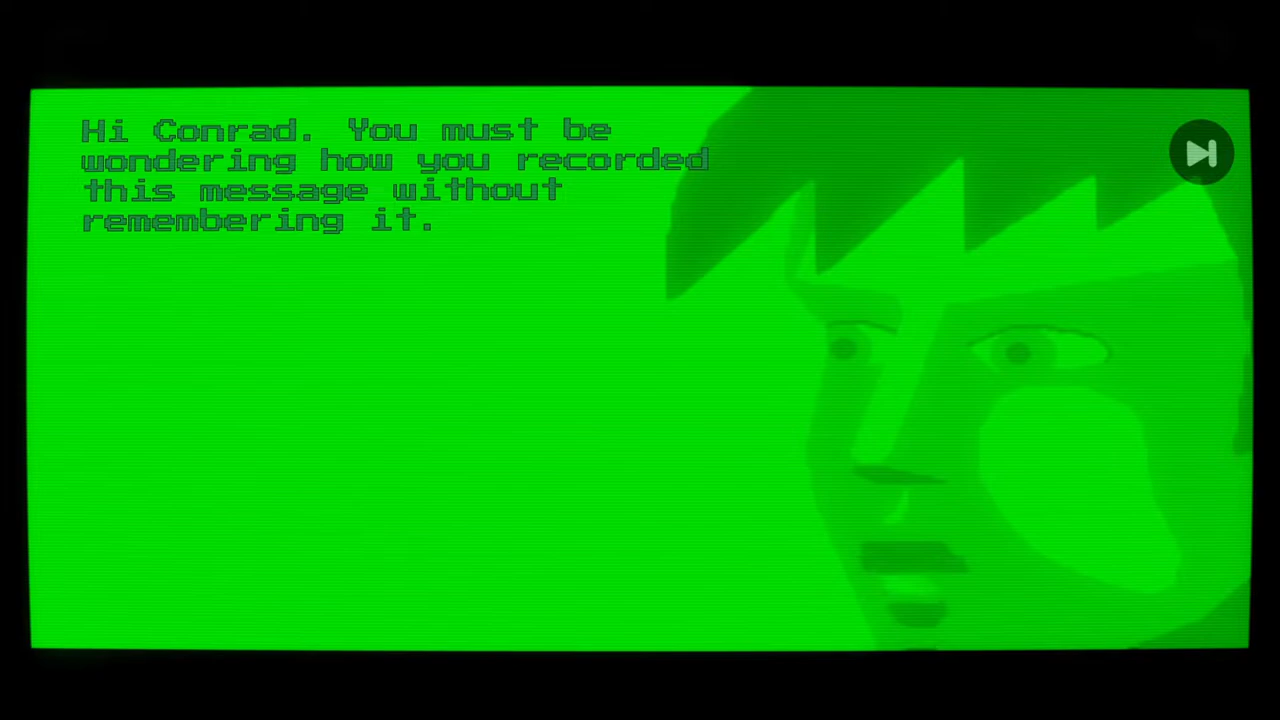 Hi Conrad. You must be
wondering how you recorded
this message without
remembering it.